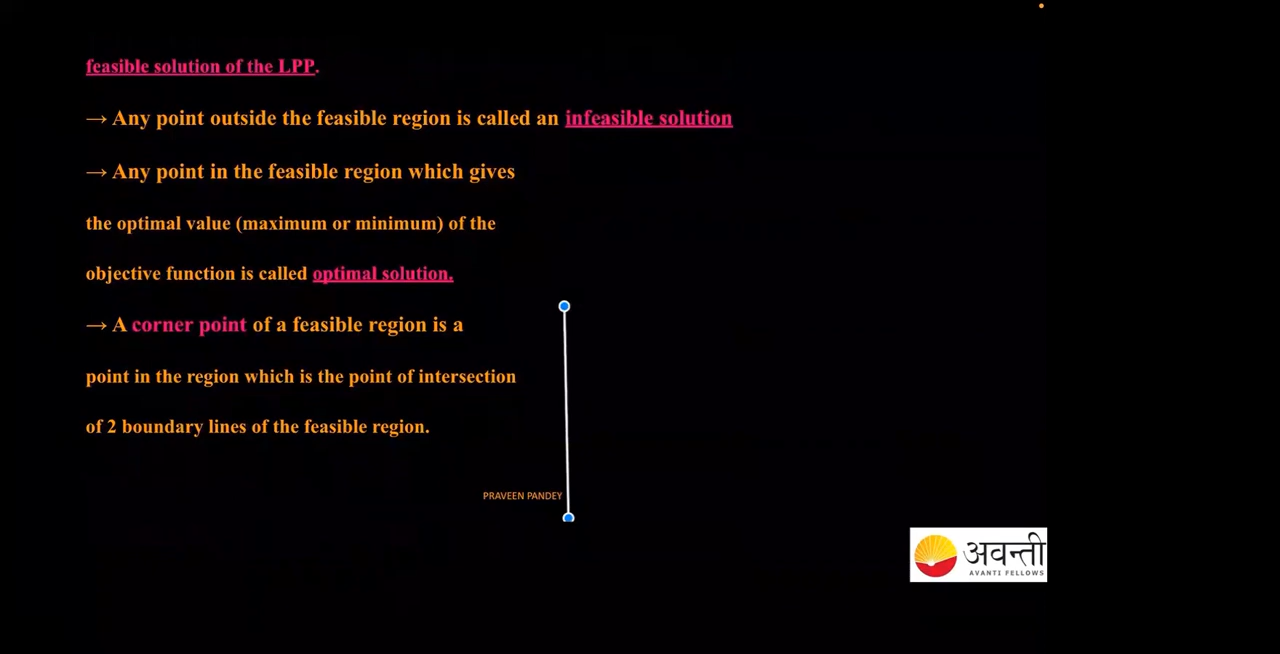 feasible solution of the LPP.
→ Any point outside the feasible region is called an infeasible solution
→ Any point in the feasible region which gives
the optimal value (maximum or minimum) of the
objective function is called optimal solution.
→ A corner point of a feasible region is a
point in the region which is the point of intersection
of 2 boundary lines of the feasible region.
PRAVEEN PANDEY
अवन्ती
AVANTI FELLOWS